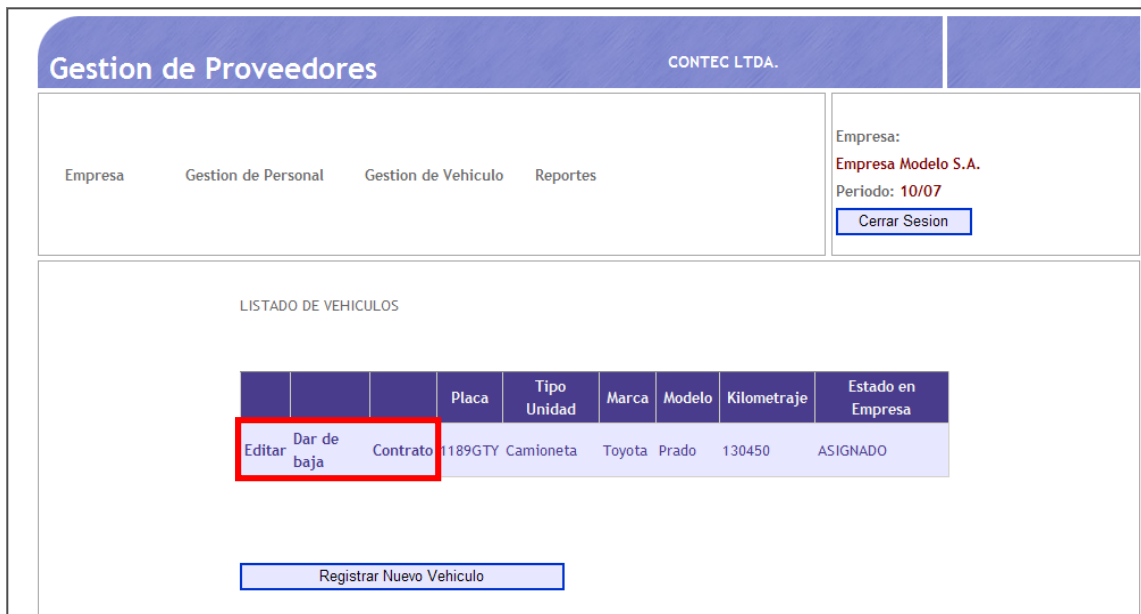 Gestion de Proveedores
CONTEC LTDA.
Empresa
Gestion de Personal
Gestion de Vehiculo
Reportes
Empresa:
Empresa Modelo S.A.
Periodo: 10/07
Cerrar Sesion
LISTADO DE VEHICULOS
Placa
Tipo
Unidad
Marca
Modelo
Kilometraje
Estado en
Empresa
Editar
Dar de
baja
Contrato
1189GTY
Camioneta
Toyota
Prado
130450
ASIGNADO
Registrar Nuevo Vehiculo